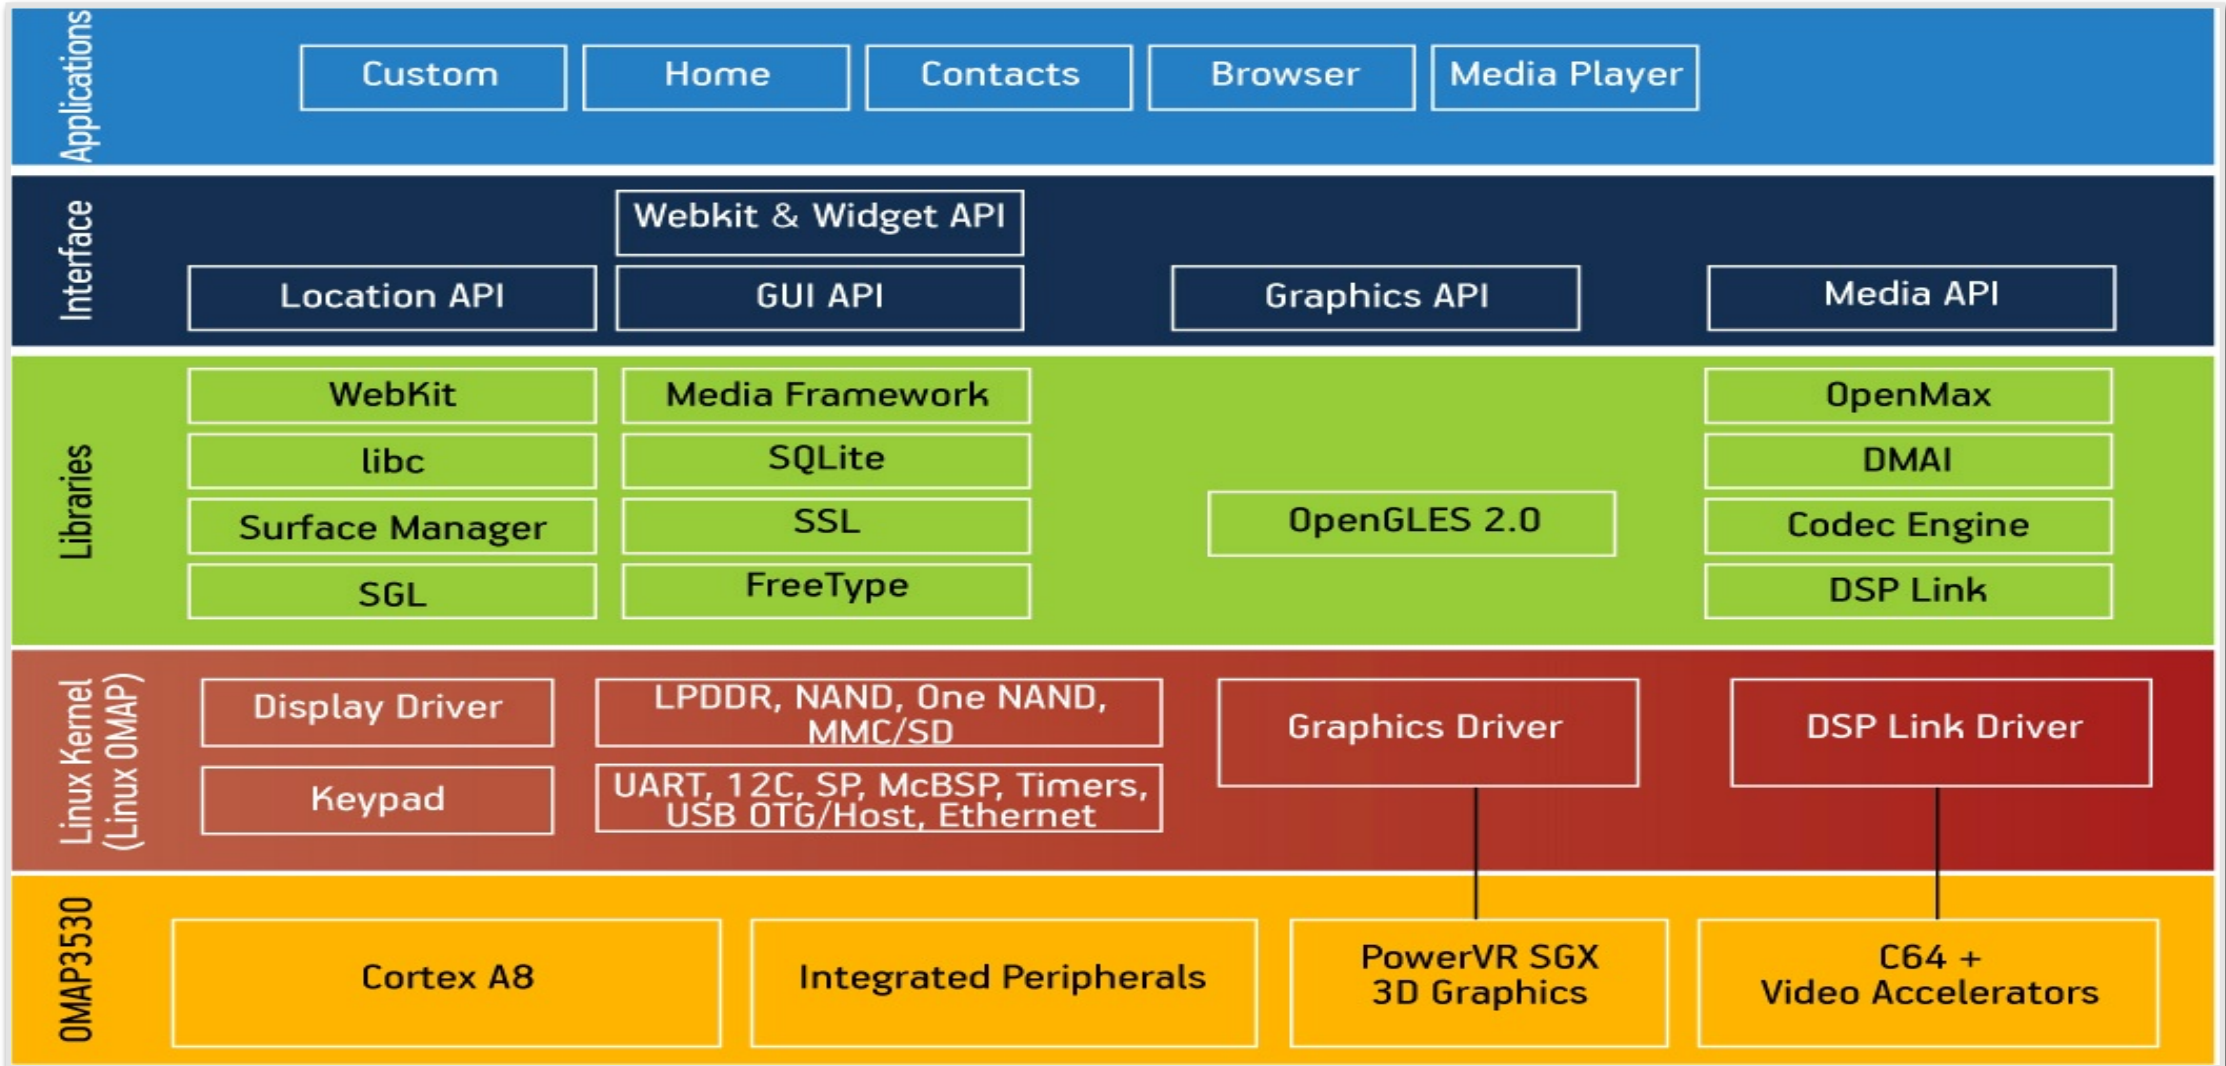 Applications
Custom
Home
Contacts
Browser
Media Player
Interface
Webkit & Widget API
Location API
GUI API
Graphics API
Media API
Libraries
WebKit
Media Framework
OpenMax
libc
SQLite
DMAI
Surface Manager
SSL
OpenGLES 2.0
Codec Engine
SGL
FreeType
DSP Link
Linux Kernel
(Linux OMAP)
Display Driver
LPDDR, NAND, One NAND,
MMC/SD
Graphics Driver
DSP Link Driver
Keypad
UART, 12C, SP, McBSP, Timers,
USB OTG/Host, Ethernet
OMAP3530
Cortex A8
Integrated Peripherals
PowerVR SGX
3D Graphics
C64 +
Video Accelerators